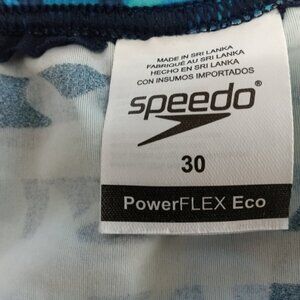 MADE IN SRI LANKA
FABRIQUÉ AU SRI LANKA
HECHO EN SRI LANKA
CON INSUMOS IMPORTADOS
speedo®
30
PowerFLEX Eco